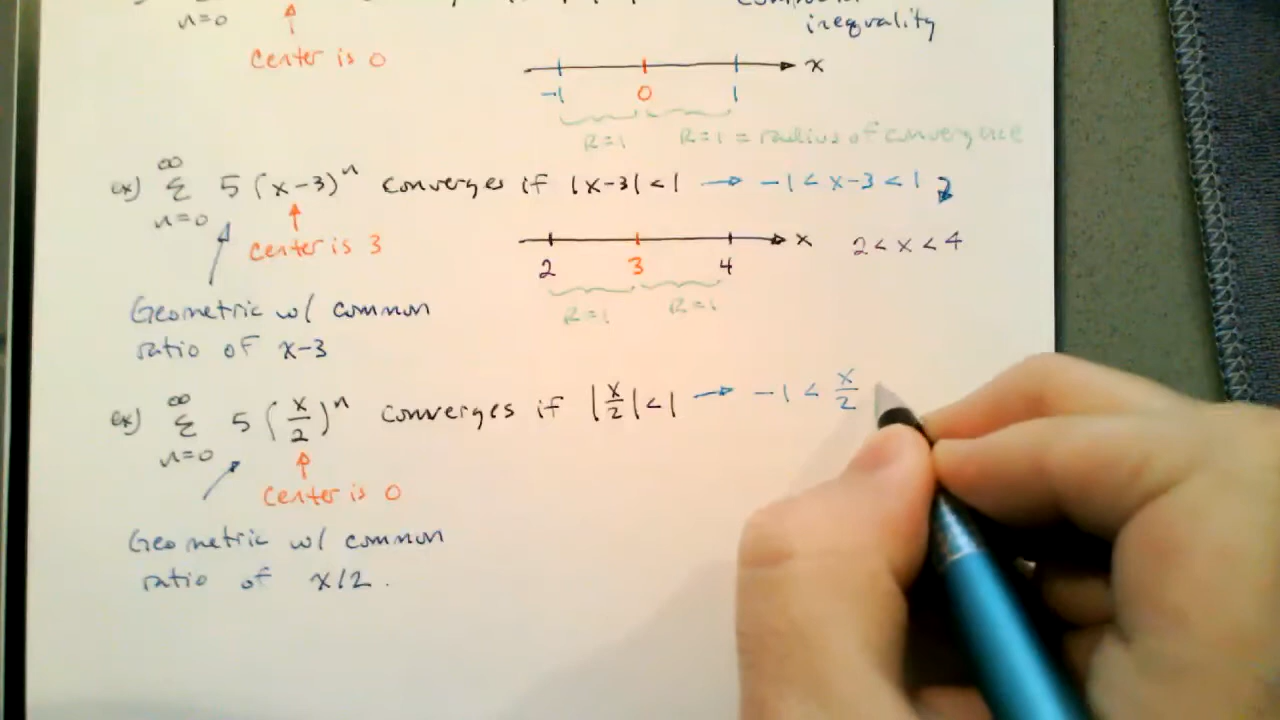 n=0
center is 0
inequality
x
-1 0 1
R=1 R=1 = radius of convergence
ex) ∞ Σ n=0 5(x-3)^n converges if |x-3|<1 → -1 < x-3 < 1
center is 3
x
2 < x < 4
2 3 4
R=1 R=1
Geometric w/ common
ratio of x-3
ex) ∞ Σ n=0 5(x/2)^n converges if |x/2|<1 → -1 < x/2
center is 0
Geometric w/ common
ratio of x/2.